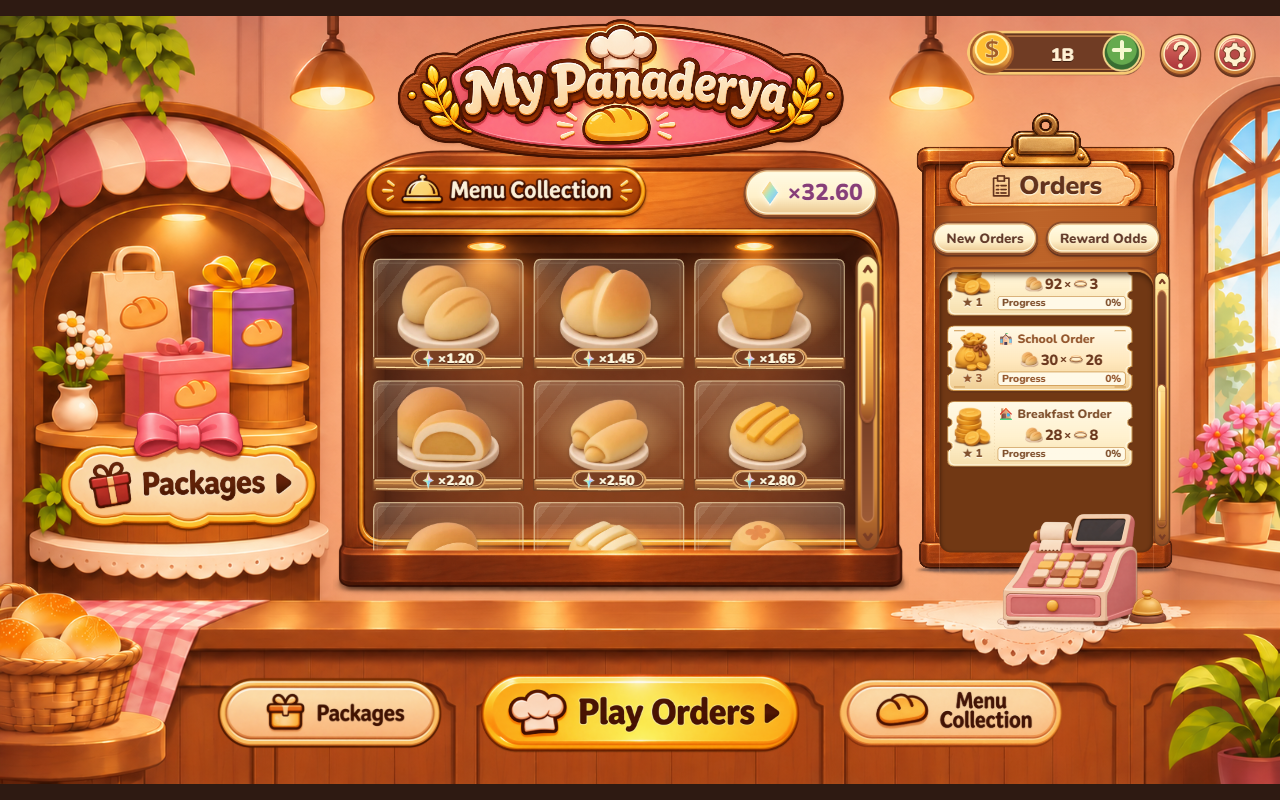 My Panaderya
$
1B
+
?
Menu Collection
×32.60
×1.20
×1.45
×1.65
×2.20
×2.50
×2.80
Packages
Orders
New Orders
Reward Odds
92 × 3
★ 1
Progress 0%
School Order
30 × 26
★ 3
Progress 0%
Breakfast Order
28 × 8
★ 1
Progress 0%
Packages
Play Orders
Menu
Collection